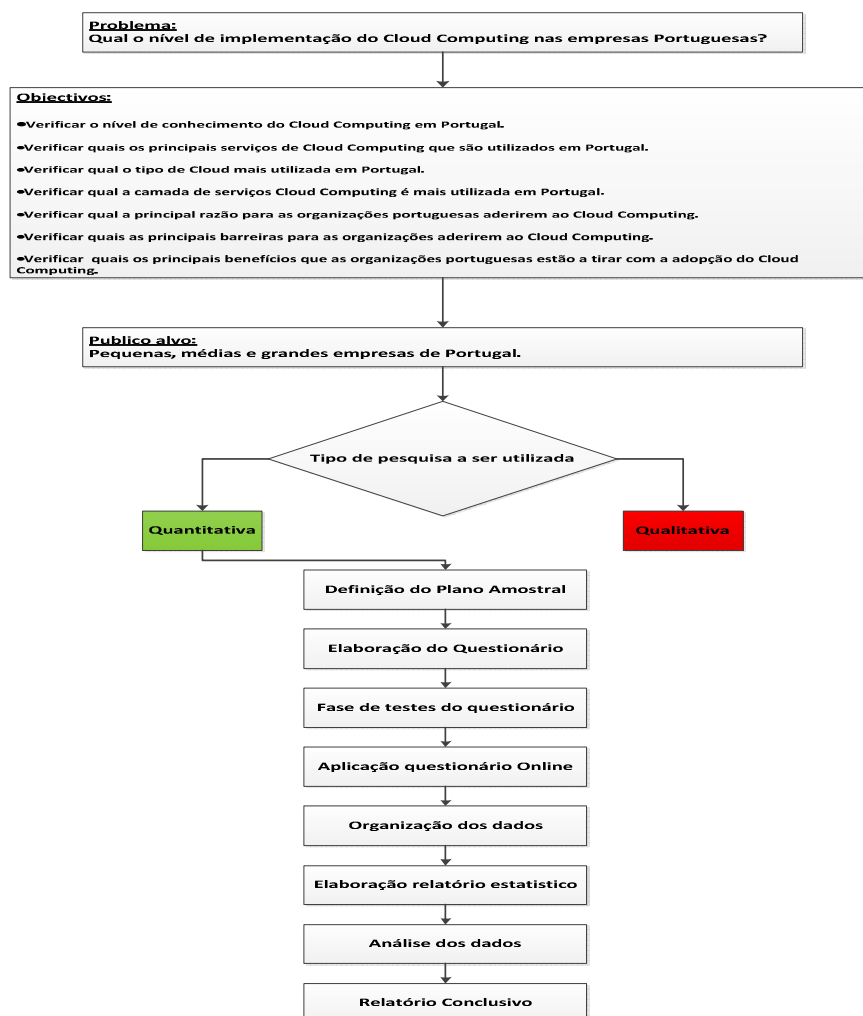 Problema:
Qual o nível de implementação do Cloud Computing nas empresas Portuguesas?
Objectivos:
•Verificar o nível de conhecimento do Cloud Computing em Portugal.
•Verificar quais os principais serviços de Cloud Computing que são utilizados em Portugal.
•Verificar qual o tipo de Cloud mais utilizada em Portugal.
•Verificar qual a camada de serviços Cloud Computing é mais utilizada em Portugal.
•Verificar qual a principal razão para as organizações portuguesas aderirem ao Cloud Computing.
•Verificar quais as principais barreiras para as organizações aderirem ao Cloud Computing.
•Verificar  quais os principais benefícios que as organizações portuguesas estão a tirar com a adopção do Cloud
Computing.
Publico alvo:
Pequenas, médias e grandes empresas de Portugal.
Tipo de pesquisa a ser utilizada
Quantitativa
Qualitativa
Definição do Plano Amostral
Elaboração do Questionário
Fase de testes do questionário
Aplicação questionário Online
Organização dos dados
Elaboração relatório estatistico
Análise dos dados
Relatório Conclusivo